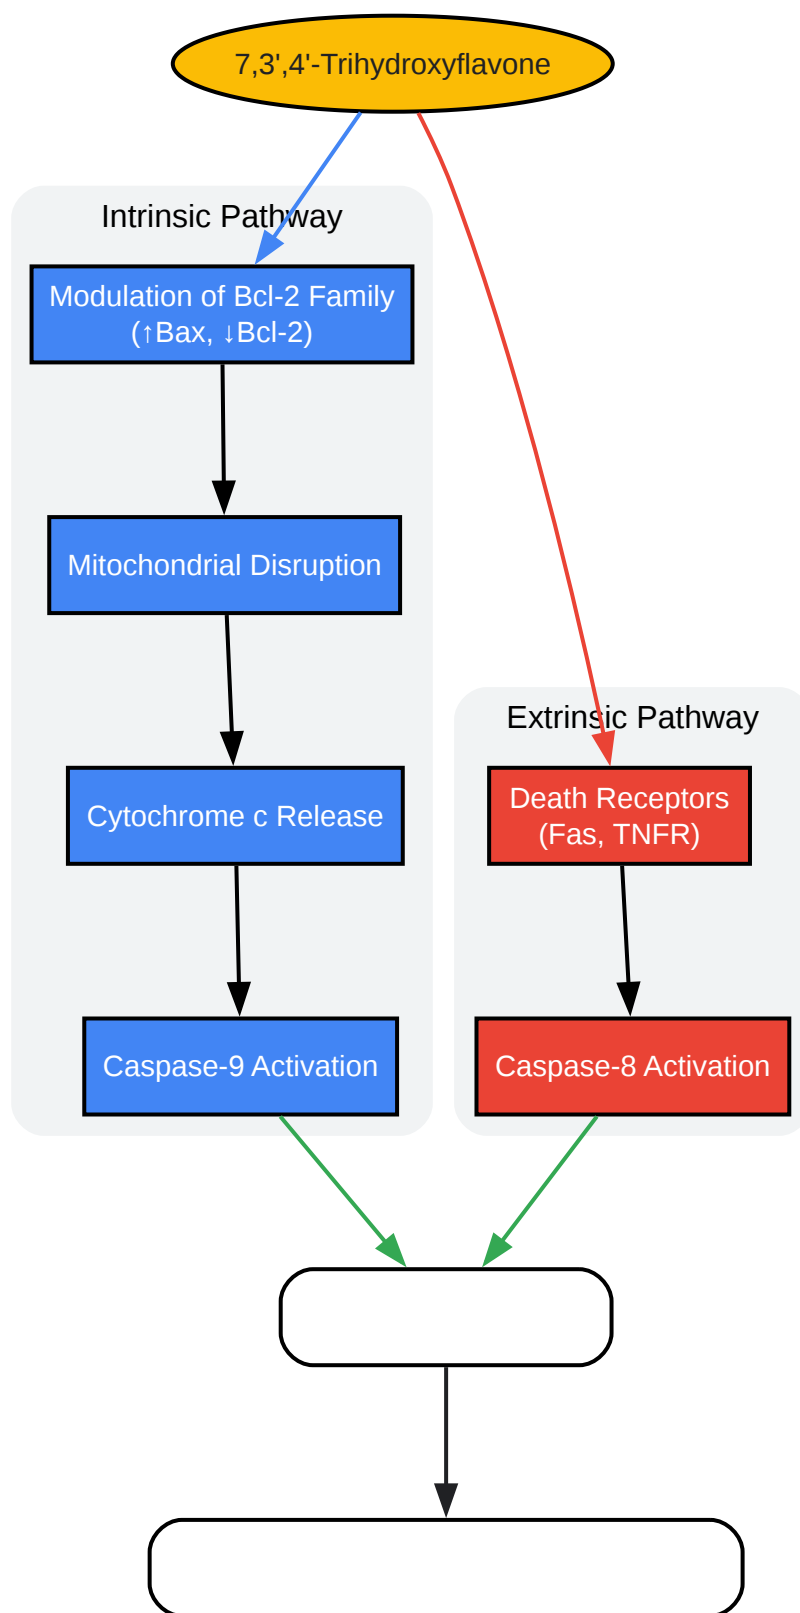 7,3',4'-Trihydroxyflavone
Intrinsic Pathway
Modulation of Bcl-2 Family
(↑Bax, ↓Bcl-2)
Mitochondrial Disruption
Cytochrome c Release
Caspase-9 Activation
Extrinsic Pathway
Death Receptors
(Fas, TNFR)
Caspase-8 Activation